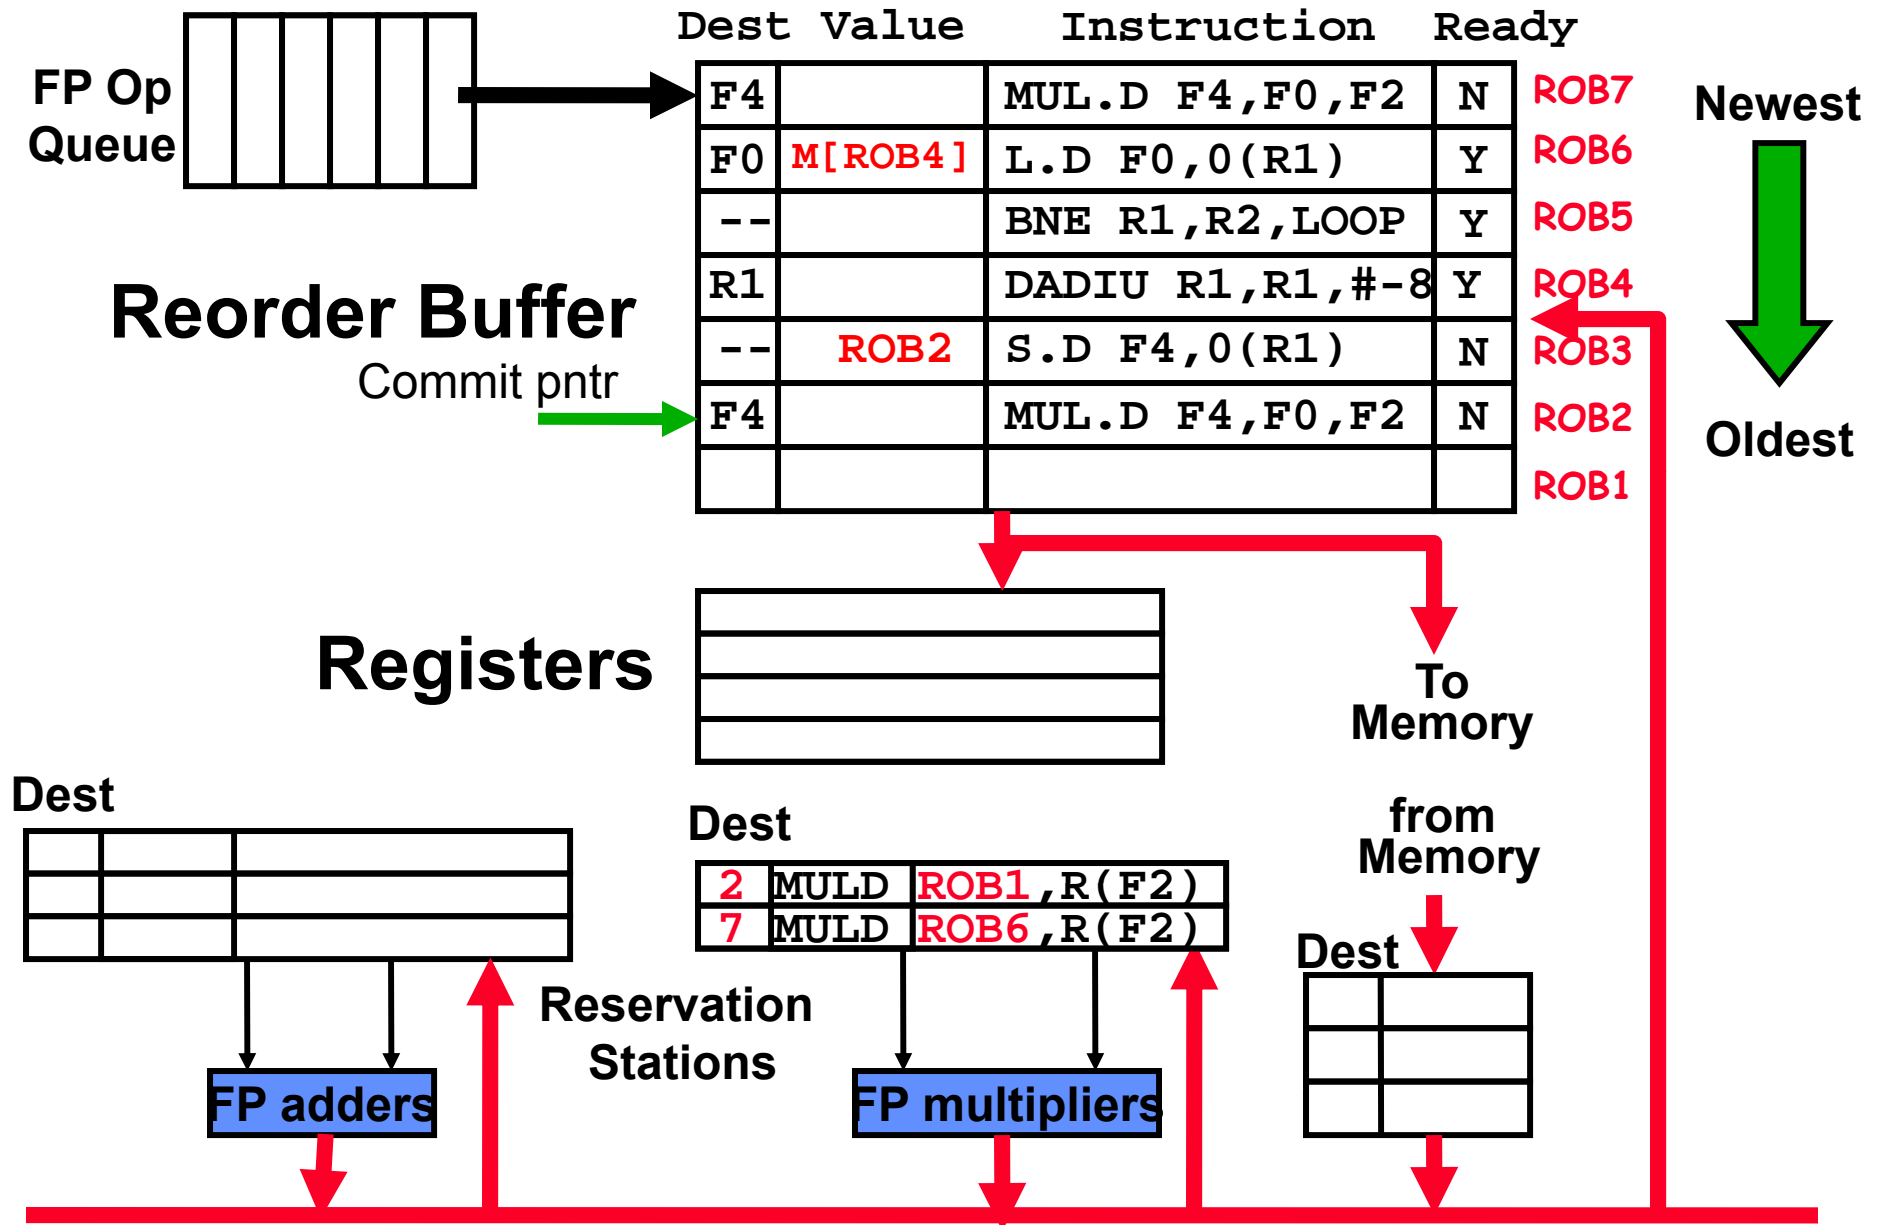 Dest Value Instruction Ready
FP Op
Queue
F4 MUL.D F4,F0,F2 N ROB7
F0 M[ROB4] L.D F0,0(R1) Y ROB6
-- BNE R1,R2,LOOP Y ROB5
R1 DADIU R1,R1,#-8 Y ROB4
-- ROB2 S.D F4,0(R1) N ROB3
F4 MUL.D F4,F0,F2 N ROB2
ROB1
Newest
Oldest
Reorder Buffer
Commit pntr
Registers
To
Memory
from
Memory
Dest
Dest
2 MULD ROB1,R(F2)
7 MULD ROB6,R(F2)
Dest
Reservation
Stations
FP adders
FP multipliers